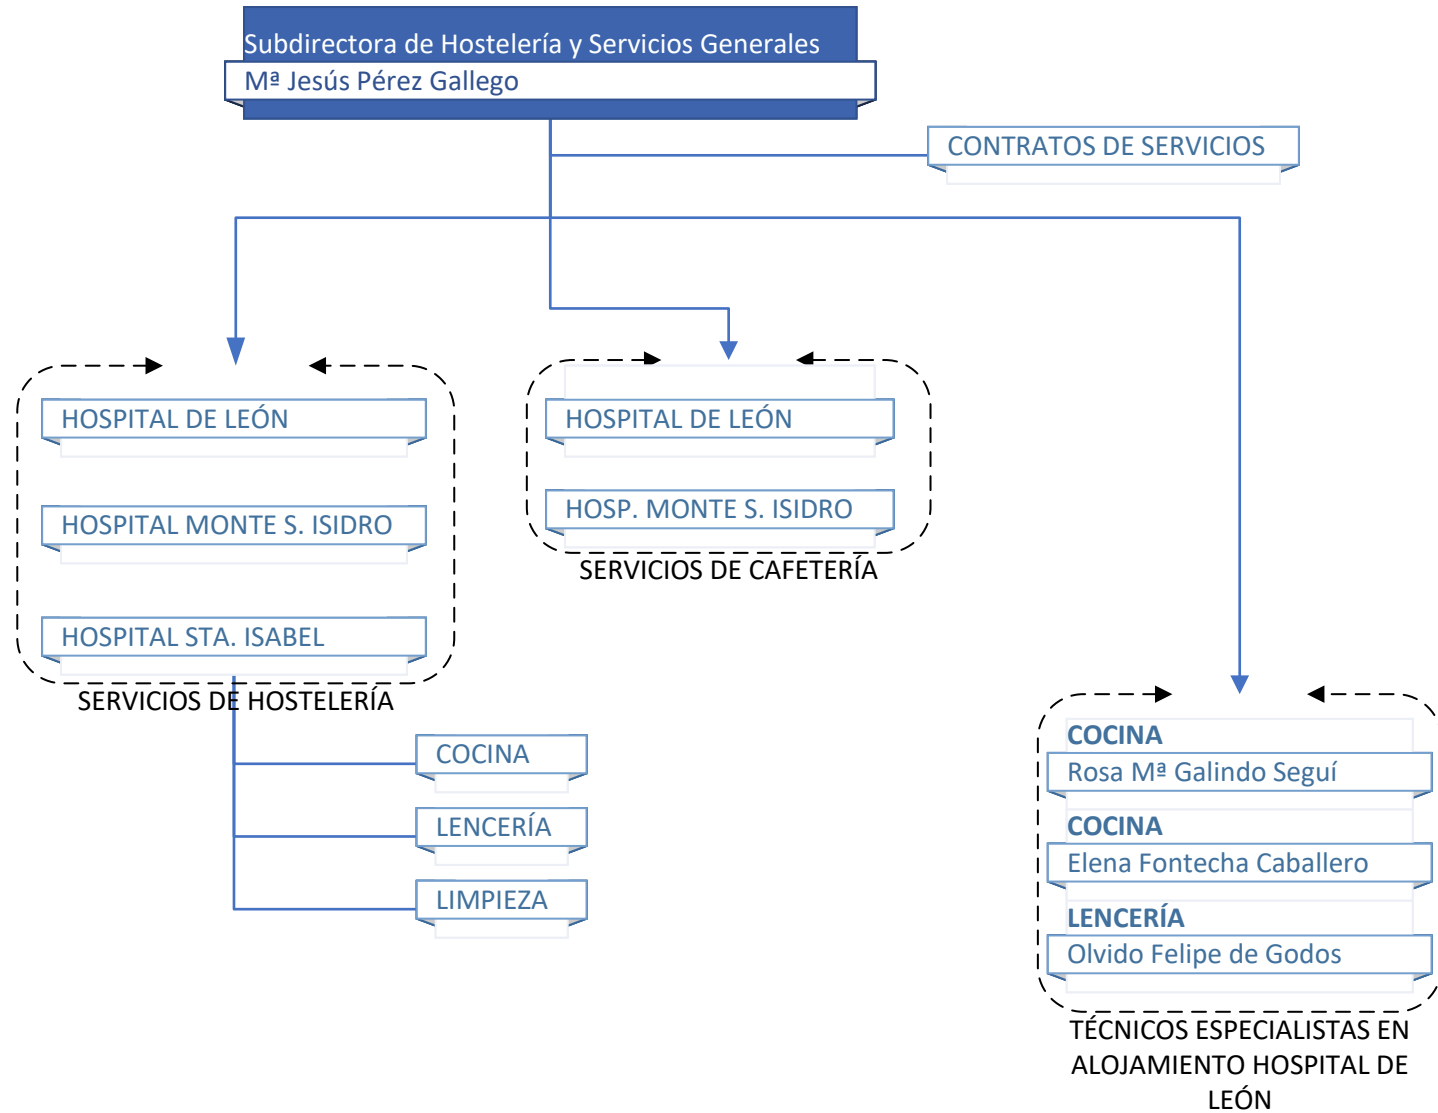 Subdirectora de Hostelería y Servicios Generales
Mª Jesús Pérez Gallego
CONTRATOS DE SERVICIOS
HOSPITAL DE LEÓN
HOSPITAL MONTE S. ISIDRO
HOSPITAL STA. ISABEL
SERVICIOS DE HOSTELERÍA
HOSPITAL DE LEÓN
HOSP. MONTE S. ISIDRO
SERVICIOS DE CAFETERÍA
COCINA
LENCERÍA
LIMPIEZA
COCINA
Rosa Mª Galindo Seguí
COCINA
Elena Fontecha Caballero
LENCERÍA
Olvido Felipe de Godos
TÉCNICOS ESPECIALISTAS EN
ALOJAMIENTO HOSPITAL DE
LEÓN